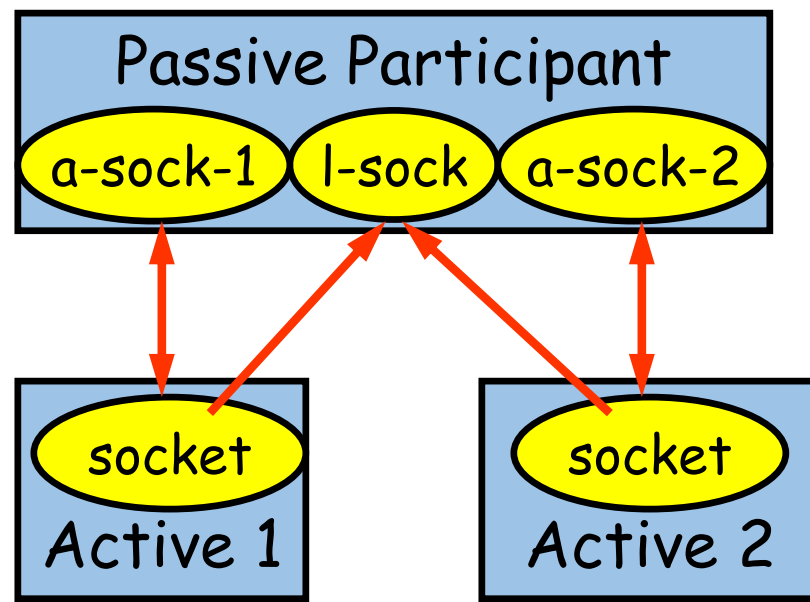 Passive Participant
a-sock-1 l-sock a-sock-2
socket socket
Active 1 Active 2